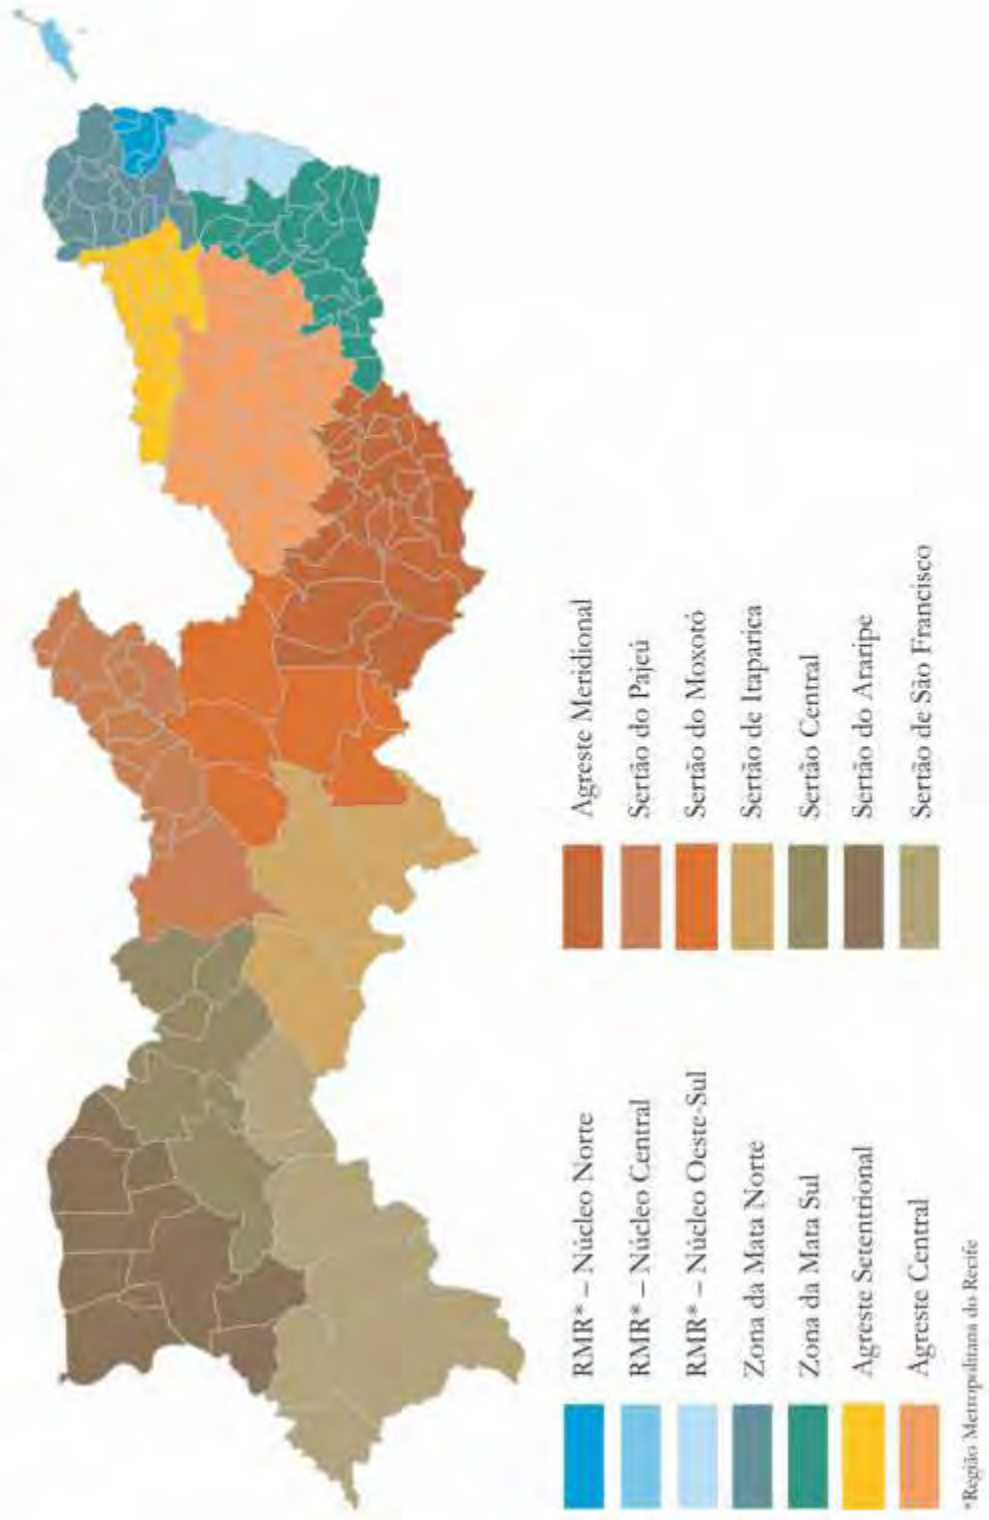 RMR* – Núcleo Norte
RMR* – Núcleo Central
RMR* – Núcleo Oeste-Sul
Zona da Mata Norte
Zona da Mata Sul
Agreste Setentrional
Agreste Central
Agreste Meridional
Sertão do Pajeú
Sertão do Moxotó
Sertão de Itaparica
Sertão Central
Sertão do Araripe
Sertão de São Francisco
*Região Metropolitana do Recife